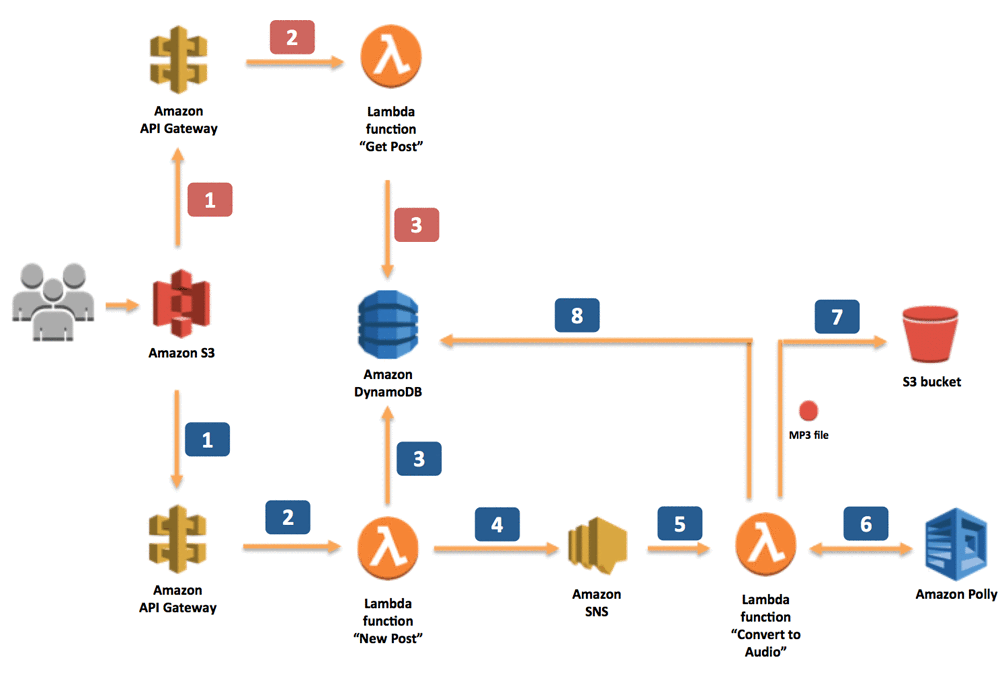 2
Amazon
API Gateway
Lambda
function
“Get Post”
1
3
Amazon S3
Amazon
DynamoDB
8
7
S3 bucket
MP3 file
1
3
2
4
5
6
Amazon
API Gateway
Lambda
function
“New Post”
Amazon
SNS
Lambda
function
“Convert to
Audio”
Amazon Polly